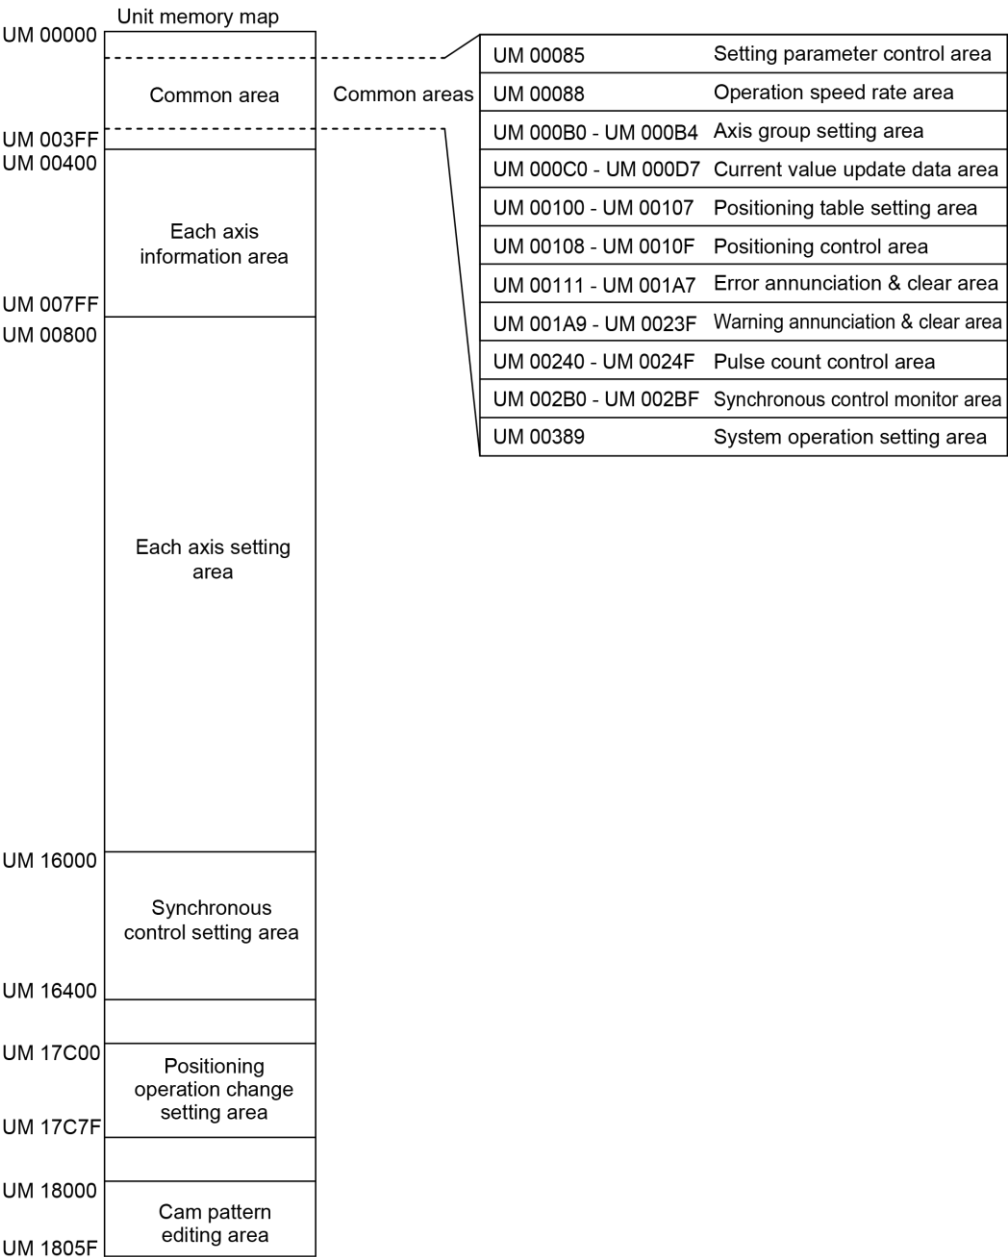 Unit memory map
UM 00000
Common area
UM 003FF
UM 00400
Each axis
information area
UM 007FF
UM 00800
Each axis setting
area
UM 16000
Synchronous
control setting area
UM 16400
UM 17C00
Positioning
operation change
setting area
UM 17C7F
UM 18000
Cam pattern
editing area
UM 1805F
Common areas
UM 00085 Setting parameter control area
UM 00088 Operation speed rate area
UM 000B0 - UM 000B4 Axis group setting area
UM 000C0 - UM 000D7 Current value update data area
UM 00100 - UM 00107 Positioning table setting area
UM 00108 - UM 0010F Positioning control area
UM 00111 - UM 001A7 Error annunciation & clear area
UM 001A9 - UM 0023F Warning annunciation & clear area
UM 00240 - UM 0024F Pulse count control area
UM 002B0 - UM 002BF Synchronous control monitor area
UM 00389 System operation setting area